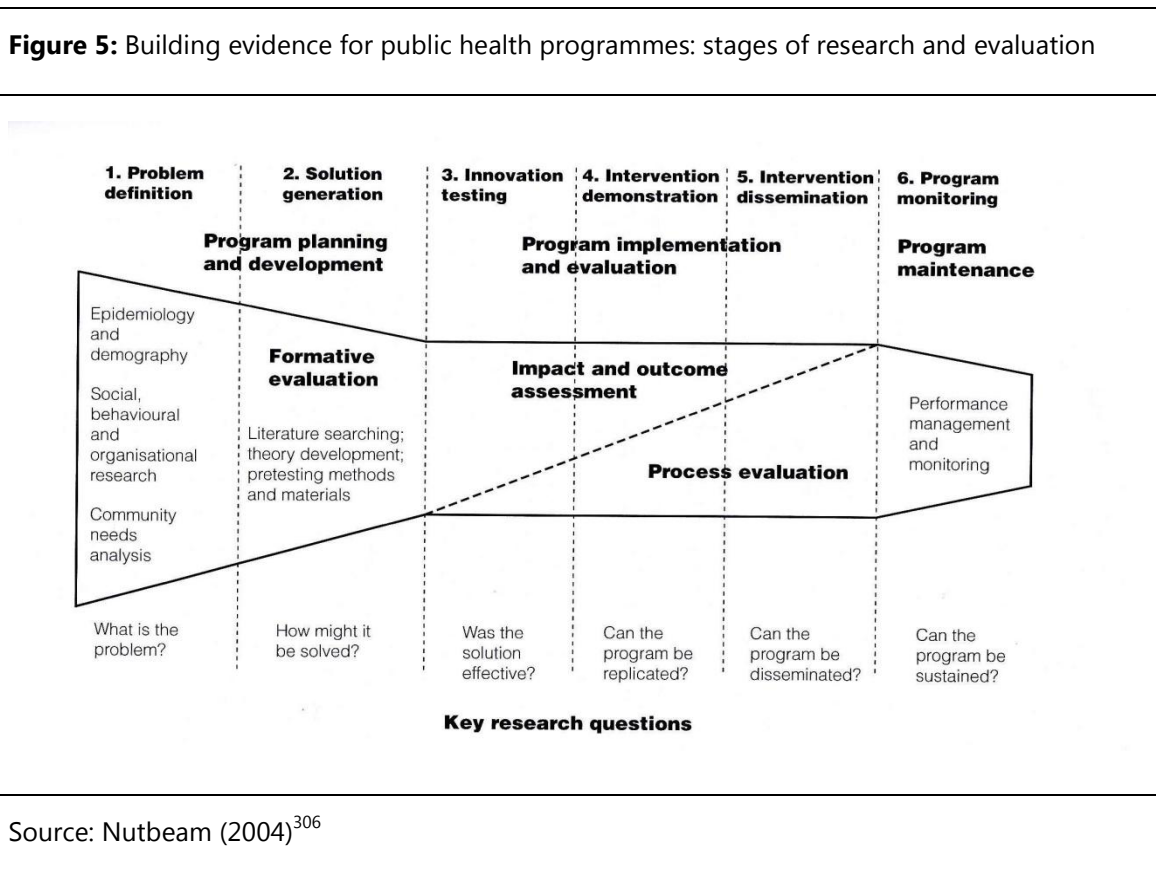 Figure 5: Building evidence for public health programmes: stages of research and evaluation
1. Problem
definition
2. Solution
generation
3. Innovation
testing
4. Intervention
demonstration
5. Intervention
dissemination
6. Program
monitoring
Program planning
and development
Program implementation
and evaluation
Program
maintenance
Epidemiology
and
demography
Social,
behavioural
and
organisational
research
Community
needs
analysis
Formative
evaluation
Literature searching;
theory development;
pretesting methods
and materials
Impact and outcome
assessment
Process evaluation
Performance
management
and
monitoring
What is the
problem?
How might it
be solved?
Was the
solution
effective?
Can the
program be
replicated?
Can the
program be
disseminated?
Can the
program be
sustained?
Key research questions
Source: Nutbeam (2004)306